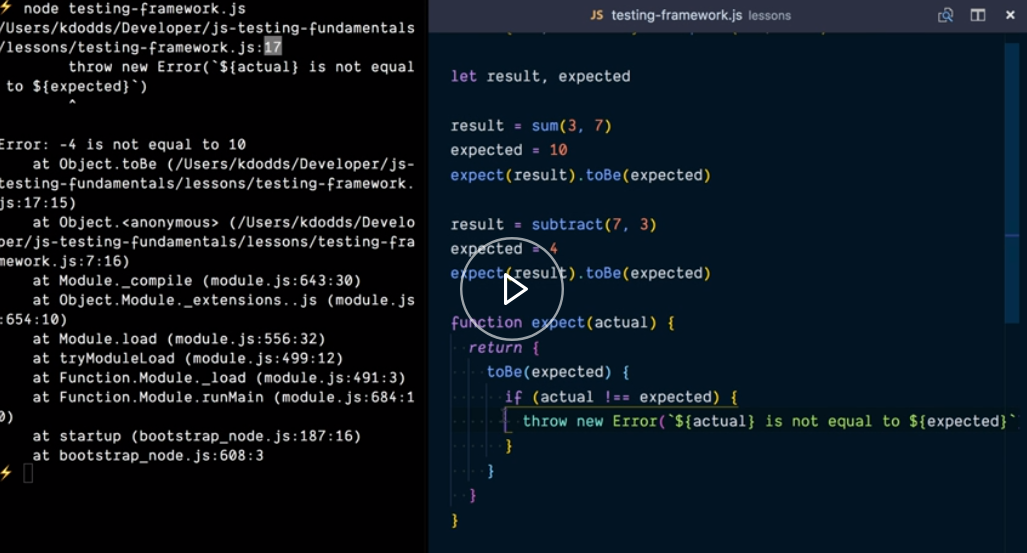 ⚡ node testing-framework.js
/Users/kdodds/Developer/js-testing-fundamentals
/lessons/testing-framework.js:17
throw new Error(`${actual} is not equal
to ${expected}`)
^
Error: -4 is not equal to 10
at Object.toBe (/Users/kdodds/Developer/js-
testing-fundamentals/lessons/testing-framework.
js:17:15)
at Object.<anonymous> (/Users/kdodds/Develo
per/js-testing-fundamentals/lessons/testing-fra
mework.js:7:16)
at Module._compile (module.js:643:30)
at Object.Module._extensions..js (module.js
:654:10)
at Module.load (module.js:556:32)
at tryModuleLoad (module.js:499:12)
at Function.Module._load (module.js:491:3)
at Function.Module.runMain (module.js:684:1
0)
at startup (bootstrap_node.js:187:16)
at bootstrap_node.js:608:3
⚡
JS testing-framework.js lessons
let result, expected
result = sum(3, 7)
expected = 10
expect(result).toBe(expected)
result = subtract(7, 3)
expected = 4
expect(result).toBe(expected)
function expect(actual) {
return {
toBe(expected) {
if (actual !== expected) {
throw new Error(`${actual} is not equal to ${expected}`
}
}
}
}